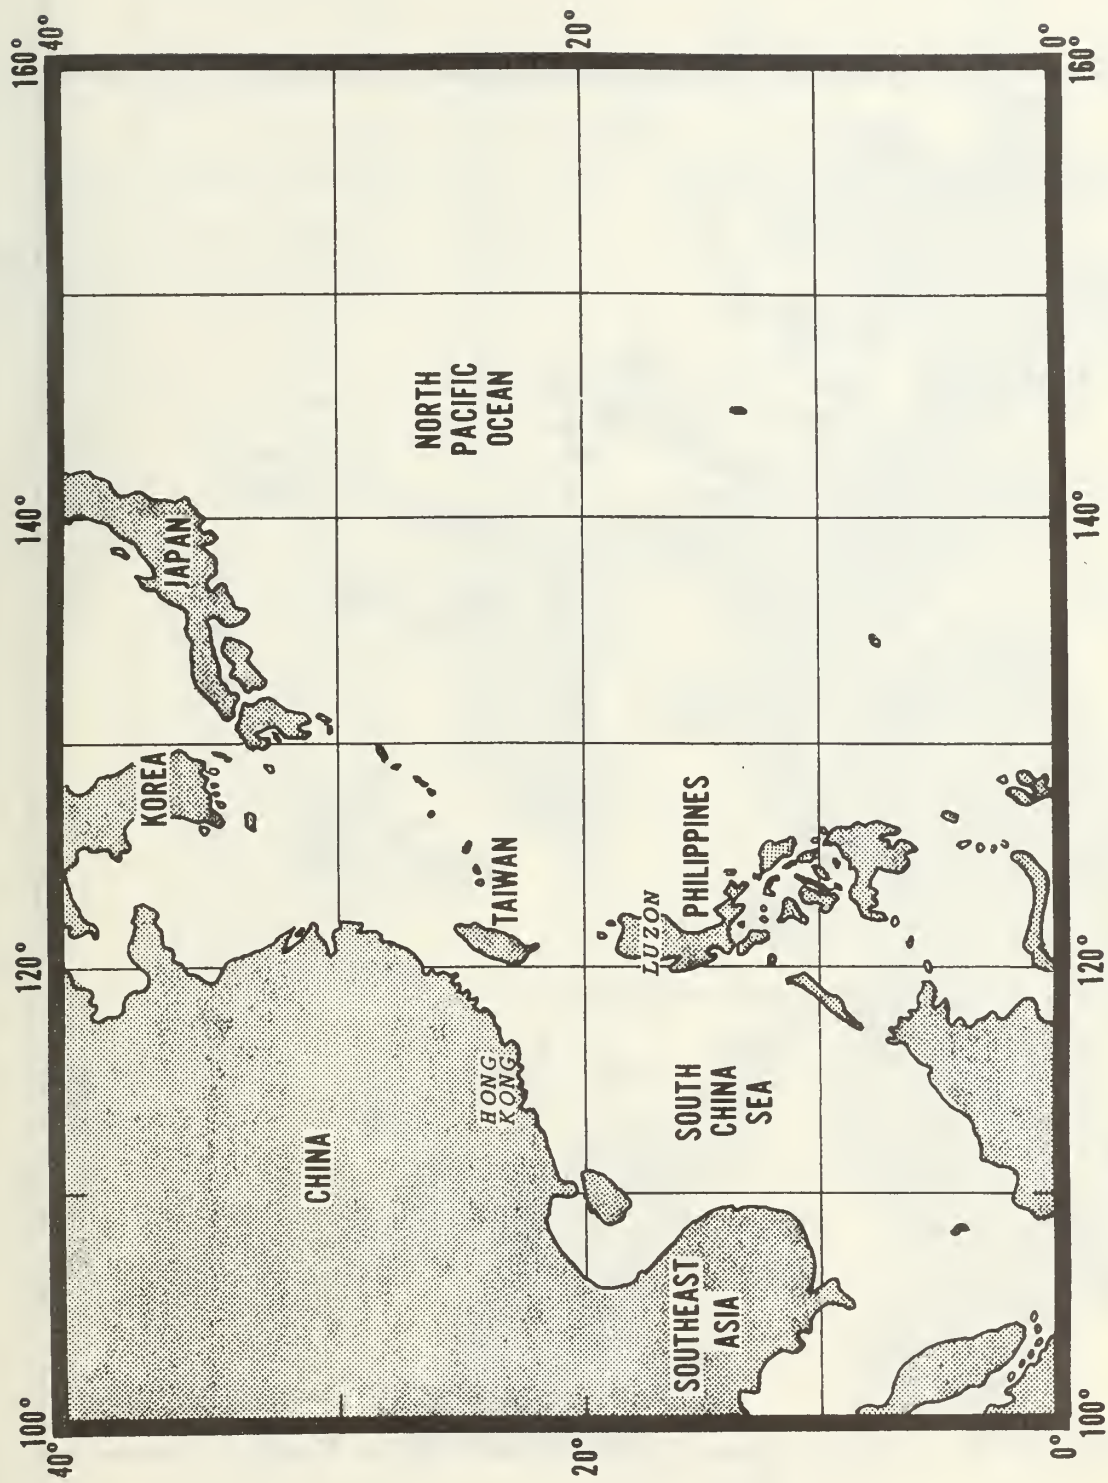 100°
120°
140°
160°
40°
40°
KOREA
JAPAN
CHINA
NORTH
PACIFIC
OCEAN
HONG
KONG
TAIWAN
20°
20°
LUZON
PHILIPPINES
SOUTHEAST
ASIA
SOUTH
CHINA
SEA
0°
0°
100°
120°
140°
160°